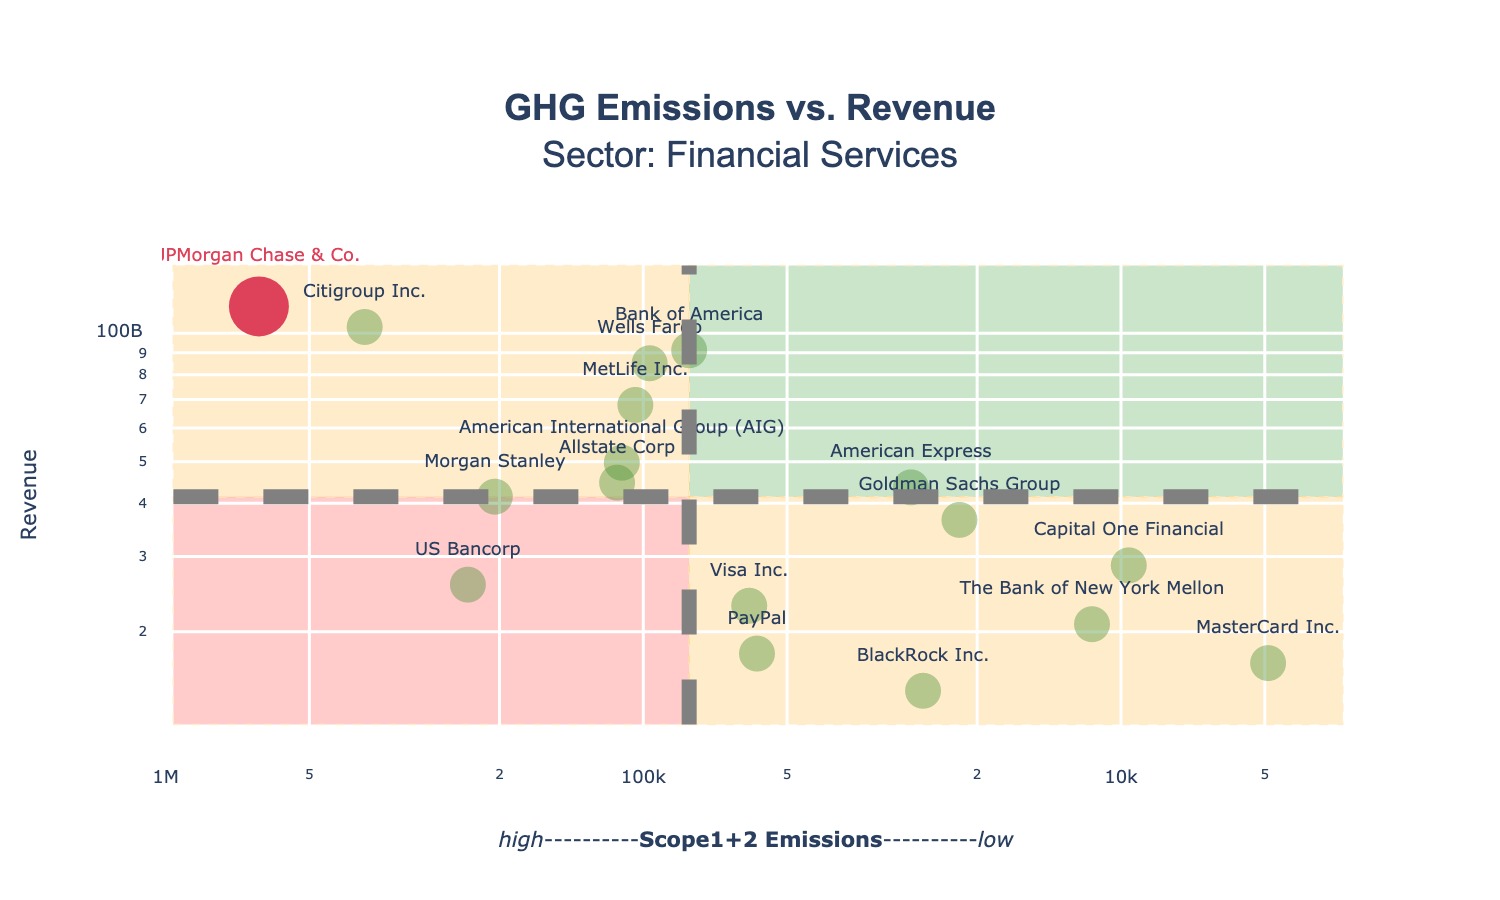 GHG Emissions vs. Revenue
Sector: Financial Services
JPMorgan Chase & Co.
Citigroup Inc.
Bank of America
Wells Fargo
MetLife Inc.
American International Group (AIG)
Allstate Corp
Morgan Stanley
American Express
Goldman Sachs Group
Capital One Financial
US Bancorp
Visa Inc.
The Bank of New York Mellon
PayPal
MasterCard Inc.
BlackRock Inc.
100B
9
8
7
6
5
4
3
2
Revenue
1M 5 2 100k 5 2 10k 5
high----------Scope1+2 Emissions----------low